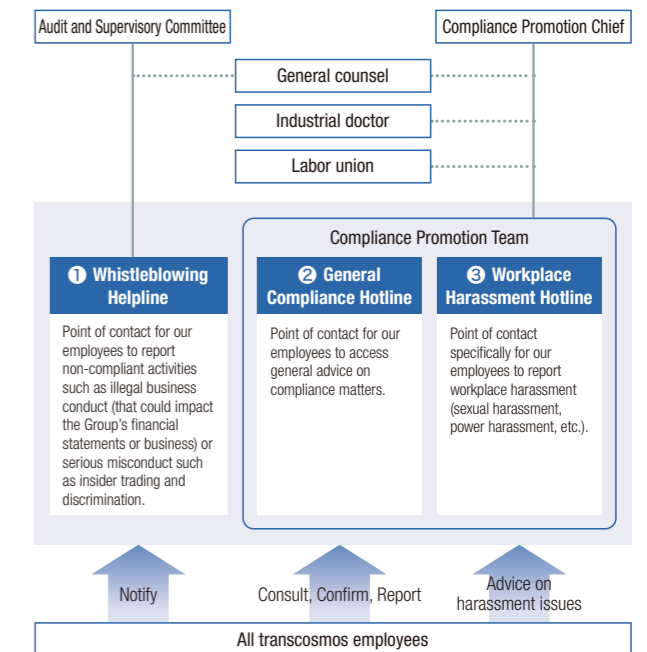 Audit and Supervisory Committee
Compliance Promotion Chief
General counsel
Industrial doctor
Labor union
Compliance Promotion Team
❶ Whistleblowing
Helpline
Point of contact for our
employees to report
non-compliant activities
such as illegal business
conduct (that could impact
the Group's financial
statements or business) or
serious misconduct such
as insider trading and
discrimination.
❷ General
Compliance Hotline
Point of contact for our
employees to access
general advice on
compliance matters.
❸ Workplace
Harassment Hotline
Point of contact
specifically for our
employees to report
workplace harassment
(sexual harassment,
power harassment, etc.).
Notify
Consult, Confirm, Report
Advice on
harassment issues
All transcosmos employees